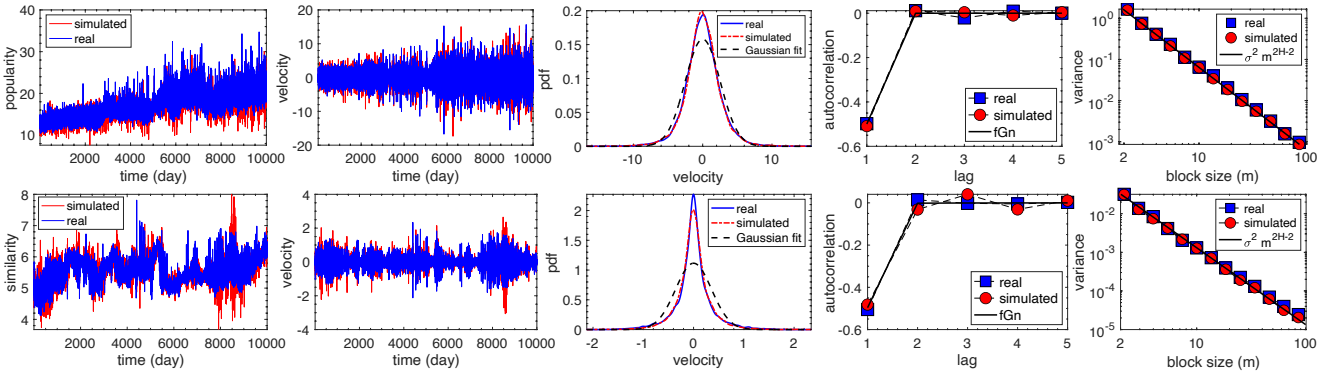 popularity
40
30
20
10
simulated
real
2000 4000 6000 8000 10000
time (day)
velocity
20
10
0
-10
-20
2000 4000 6000 8000 10000
time (day)
pdf
0.2
0.15
0.1
0.05
0
real
simulated
Gaussian fit
-10 0 10
velocity
autocorrelation
0
-0.2
-0.4
-0.6
real
simulated
fGn
1 2 3 4 5
lag
variance
10^0
10^-1
10^-2
10^-3
real
simulated
σ^2 m^{2H-2}
2 10 100
block size (m)
similarity
8
7
6
5
4
simulated
real
2000 4000 6000 8000 10000
time (day)
velocity
4
2
0
-2
-4
2000 4000 6000 8000 10000
time (day)
pdf
2
1.5
1
0.5
0
real
simulated
Gaussian fit
-2 -1 0 1 2
velocity
autocorrelation
0
-0.2
-0.4
-0.6
real
simulated
fGn
1 2 3 4 5
lag
variance
10^-2
10^-3
10^-4
10^-5
real
simulated
σ^2 m^{2H-2}
2 10 100
block size (m)